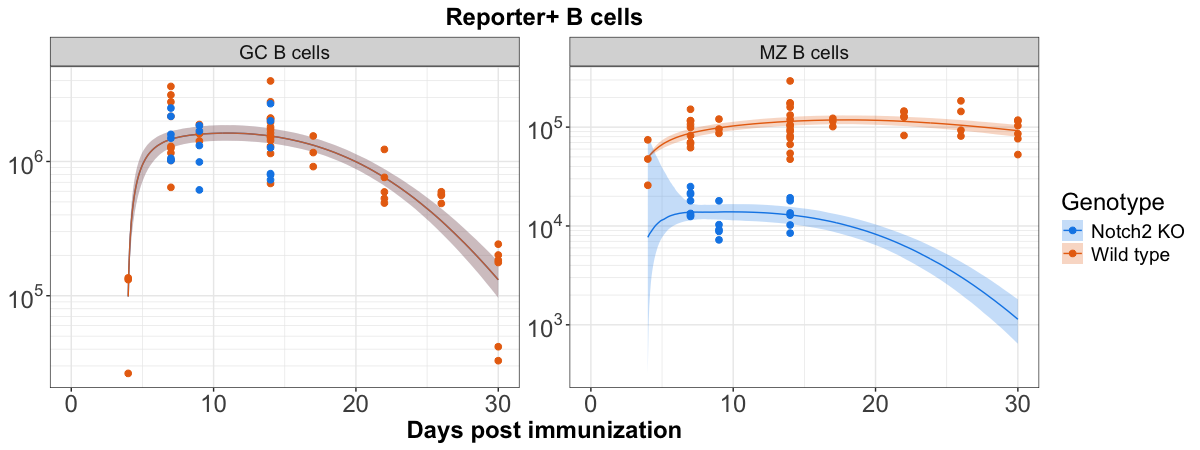 Reporter+ B cells
GC B cells
MZ B cells
10^6
10^5
10^5
10^4
10^3
0 10 20 30
0 10 20 30
Days post immunization
Genotype
Notch2 KO
Wild type